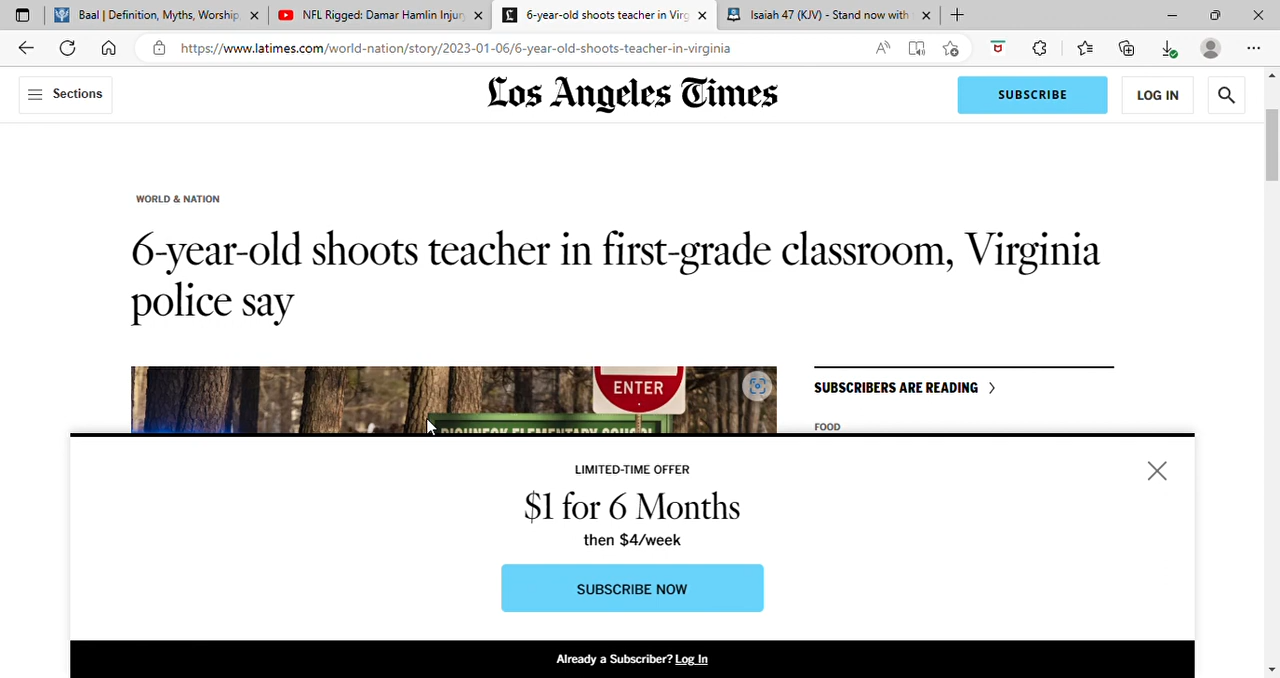 Baal | Definition, Myths, Worship,
NFL Rigged: Damar Hamlin Injur
6-year-old shoots teacher in Virg
Isaiah 47 (KJV) - Stand now with
https://www.latimes.com/world-nation/story/2023-01-06/6-year-old-shoots-teacher-in-virginia
Sections
Los Angeles Times
SUBSCRIBE
LOG IN
WORLD & NATION
6-year-old shoots teacher in first-grade classroom, Virginia
police say
ENTER
RICHNECK ELEMENTARY SCHOOL
SUBSCRIBERS ARE READING
FOOD
LIMITED-TIME OFFER
$1 for 6 Months
then $4/week
SUBSCRIBE NOW
Already a Subscriber? Log In